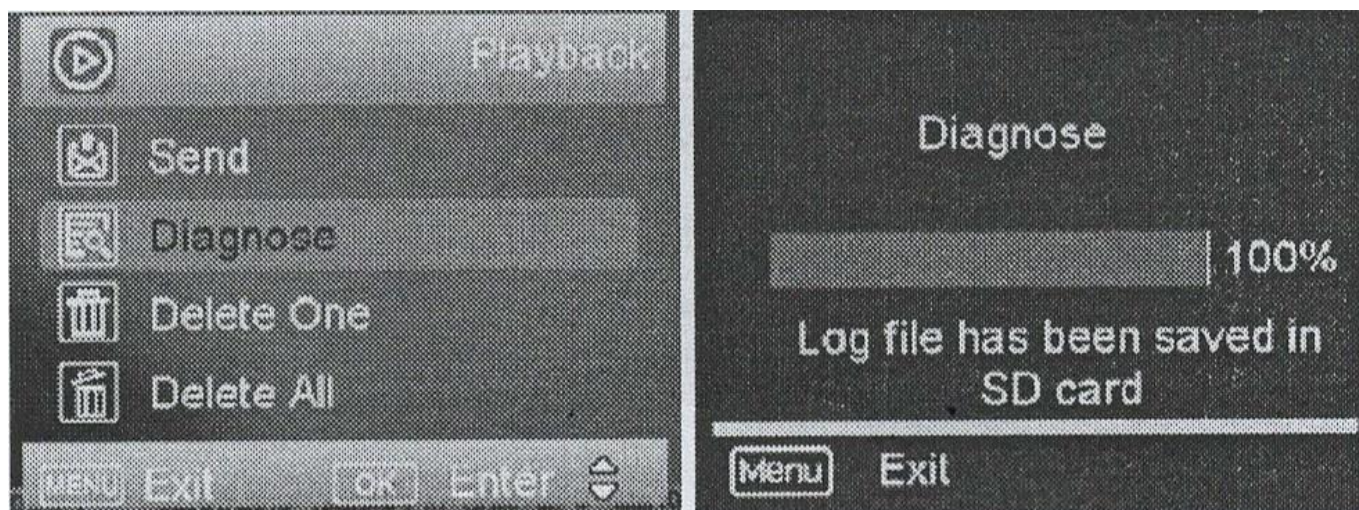 Playback
Send
Diagnose
Delete One
Delete All
MENU Exit OK Enter
Diagnose
100%
Log file has been saved in
SD card
Menu Exit